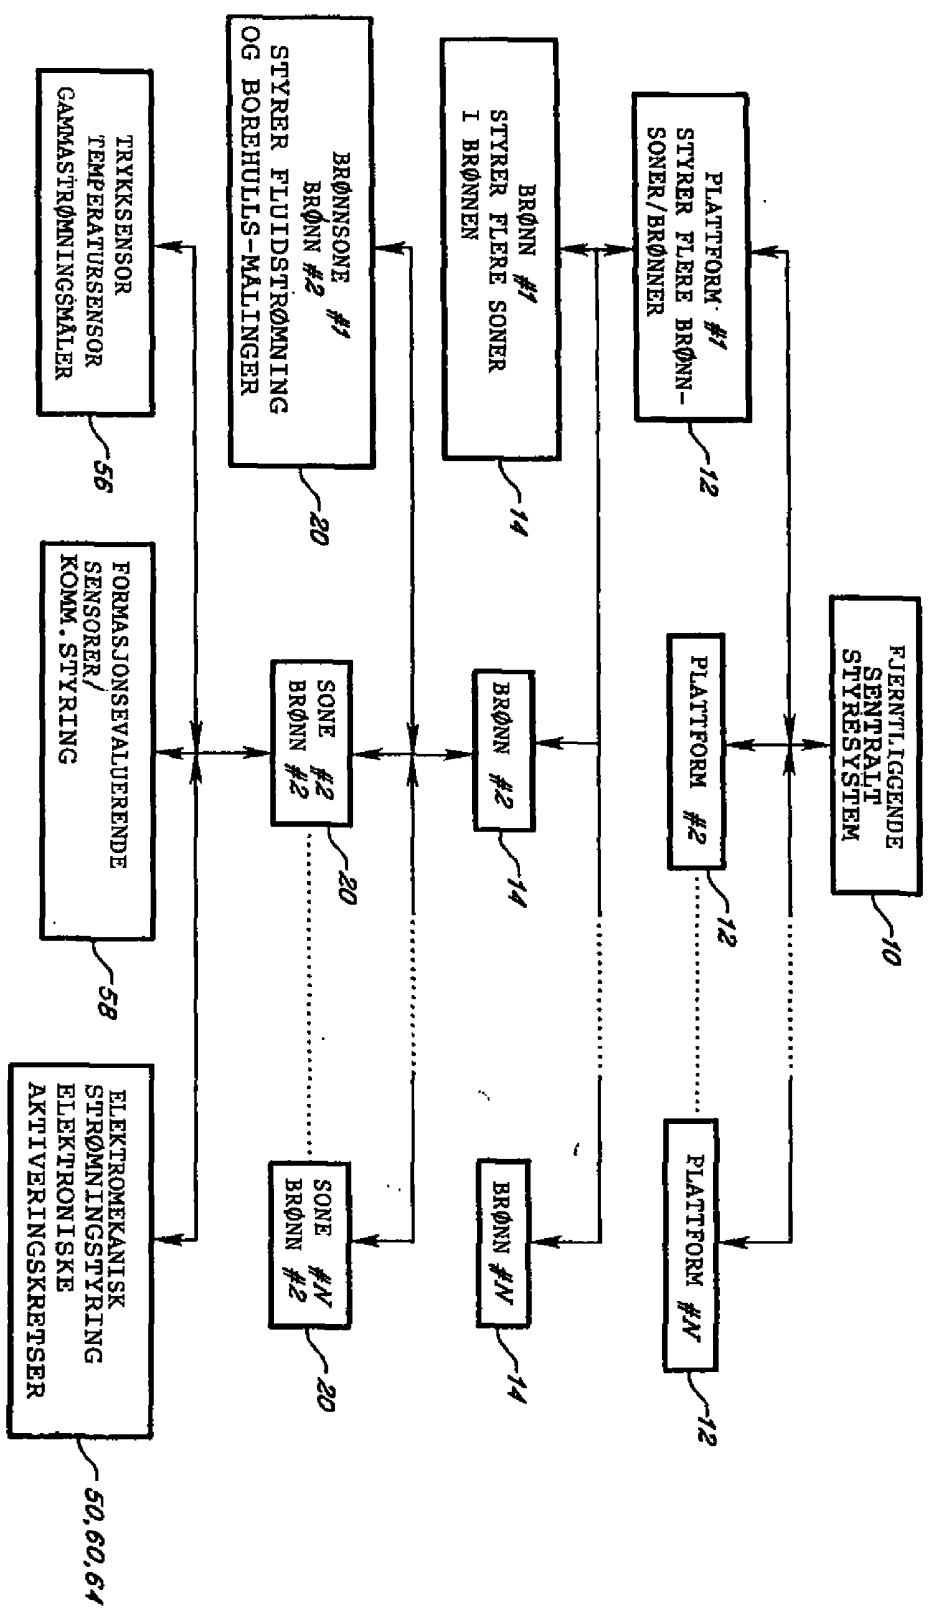 FJERNTLIGGENDE
SENTRALT
STYRESYSTEM
10
PLATTFORM #1
STYRER FLERE BRØNN-
SONER/BRØNNER
12
PLATTFORM #2
12
PLATTFORM #N
12
BRØNN #1
STYRER FLERE SONER
I BRØNNEN
14
BRØNN #2
14
BRØNN #N
14
BRØNNSONE #1
BRØNN #2
STYRER FLUIDSTRØMNING
OG BOREHULLS-MÅLINGER
20
SONE #2
BRØNN #2
20
SONE #N
BRØNN #2
20
TRYKKSENSOR
TEMPERATURSENSOR
GAMMASTRØMNINGSMÅLER
56
FORMASJONSEVALUERENDE
SENSORER/
KOMM.STYRING
58
ELEKTROMEKANISK
STRØMNINGSTYRING
ELEKTRONISKE
AKTIVERINGSKRETSER
50,60,64